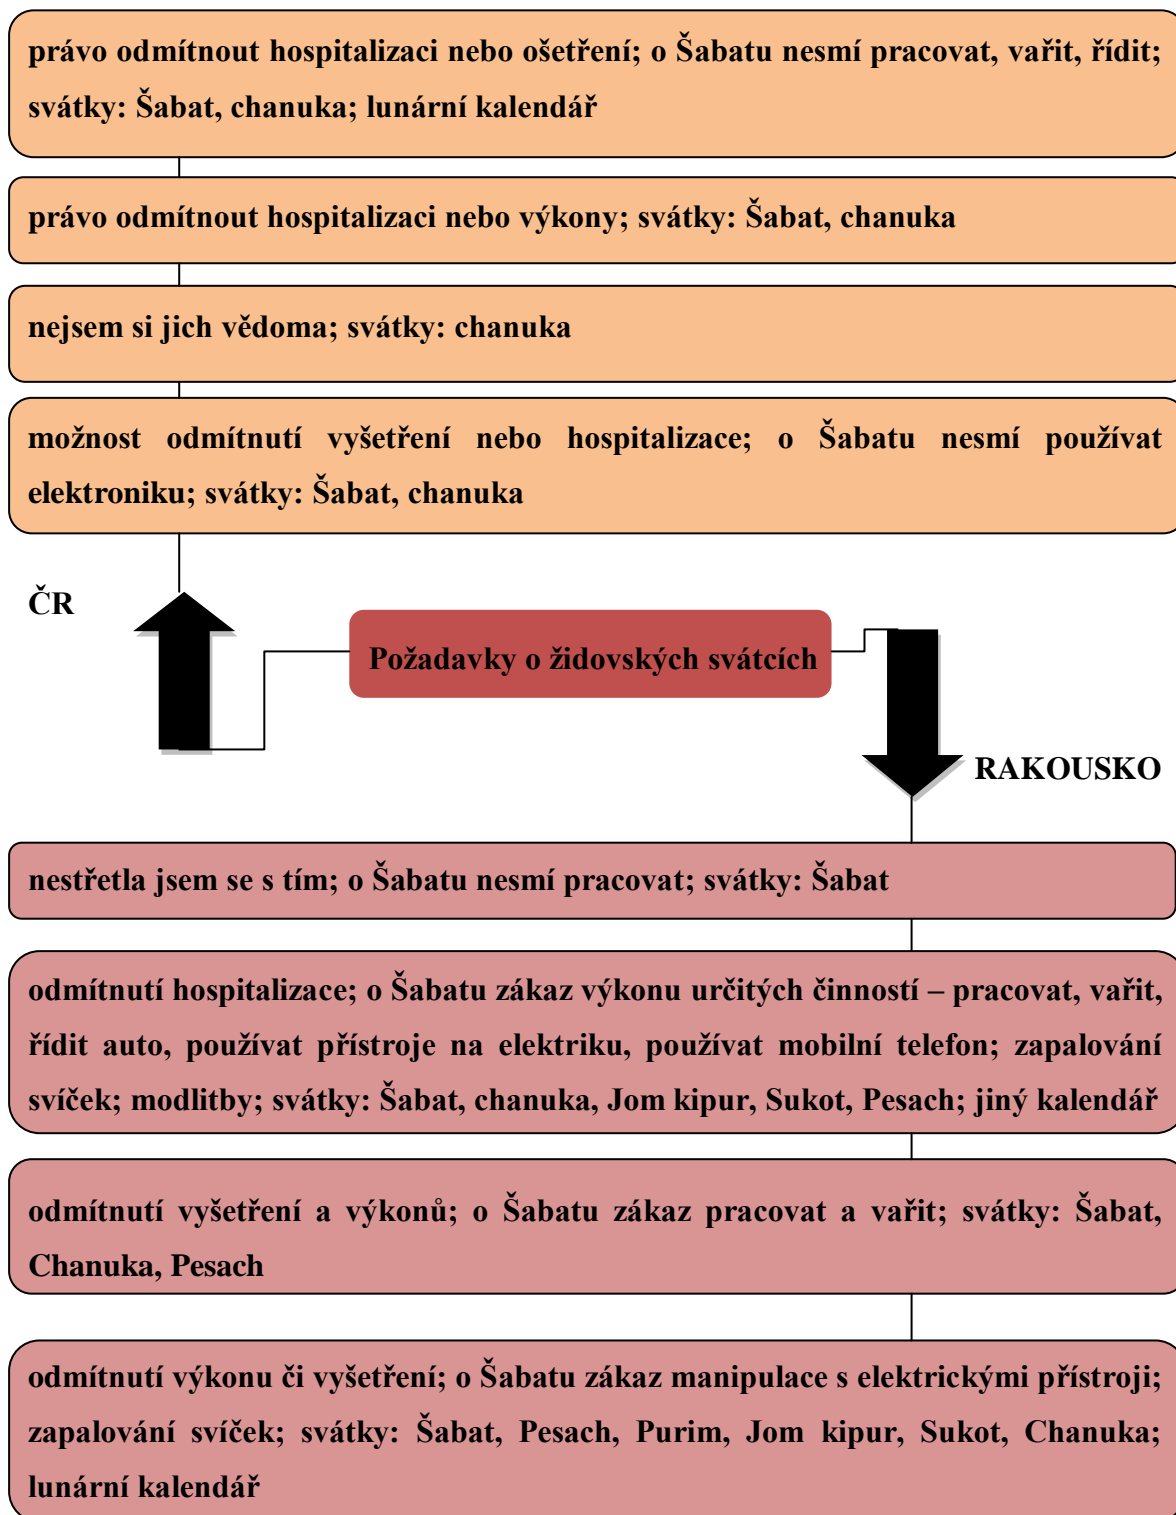 právo odmítnout hospitalizaci nebo ošetření; o Šabatu nesmí pracovat, vařit, řídit;
svátky: Šabat, chanuka; lunární kalendář
právo odmítnout hospitalizaci nebo výkony; svátky: Šabat, chanuka
nejsem si jich vědoma; svátky: chanuka
možnost odmítnutí vyšetření nebo hospitalizace; o Šabatu nesmí používat
elektroniku; svátky: Šabat, chanuka
ČR
Požadavky o židovských svátcích
RAKOUSKO
nestřetla jsem se s tím; o Šabatu nesmí pracovat; svátky: Šabat
odmítnutí hospitalizace; o Šabatu zákaz výkonu určitých činností – pracovat, vařit,
řídit auto, používat přístroje na elektriku, používat mobilní telefon; zapalování
svíček; modlitby; svátky: Šabat, chanuka, Jom kipur, Sukot, Pesach; jiný kalendář
odmítnutí vyšetření a výkonů; o Šabatu zákaz pracovat a vařit; svátky: Šabat,
Chanuka, Pesach
odmítnutí výkonu či vyšetření; o Šabatu zákaz manipulace s elektrickými přístroji;
zapalování svíček; svátky: Šabat, Pesach, Purim, Jom kipur, Sukot, Chanuka;
lunární kalendář